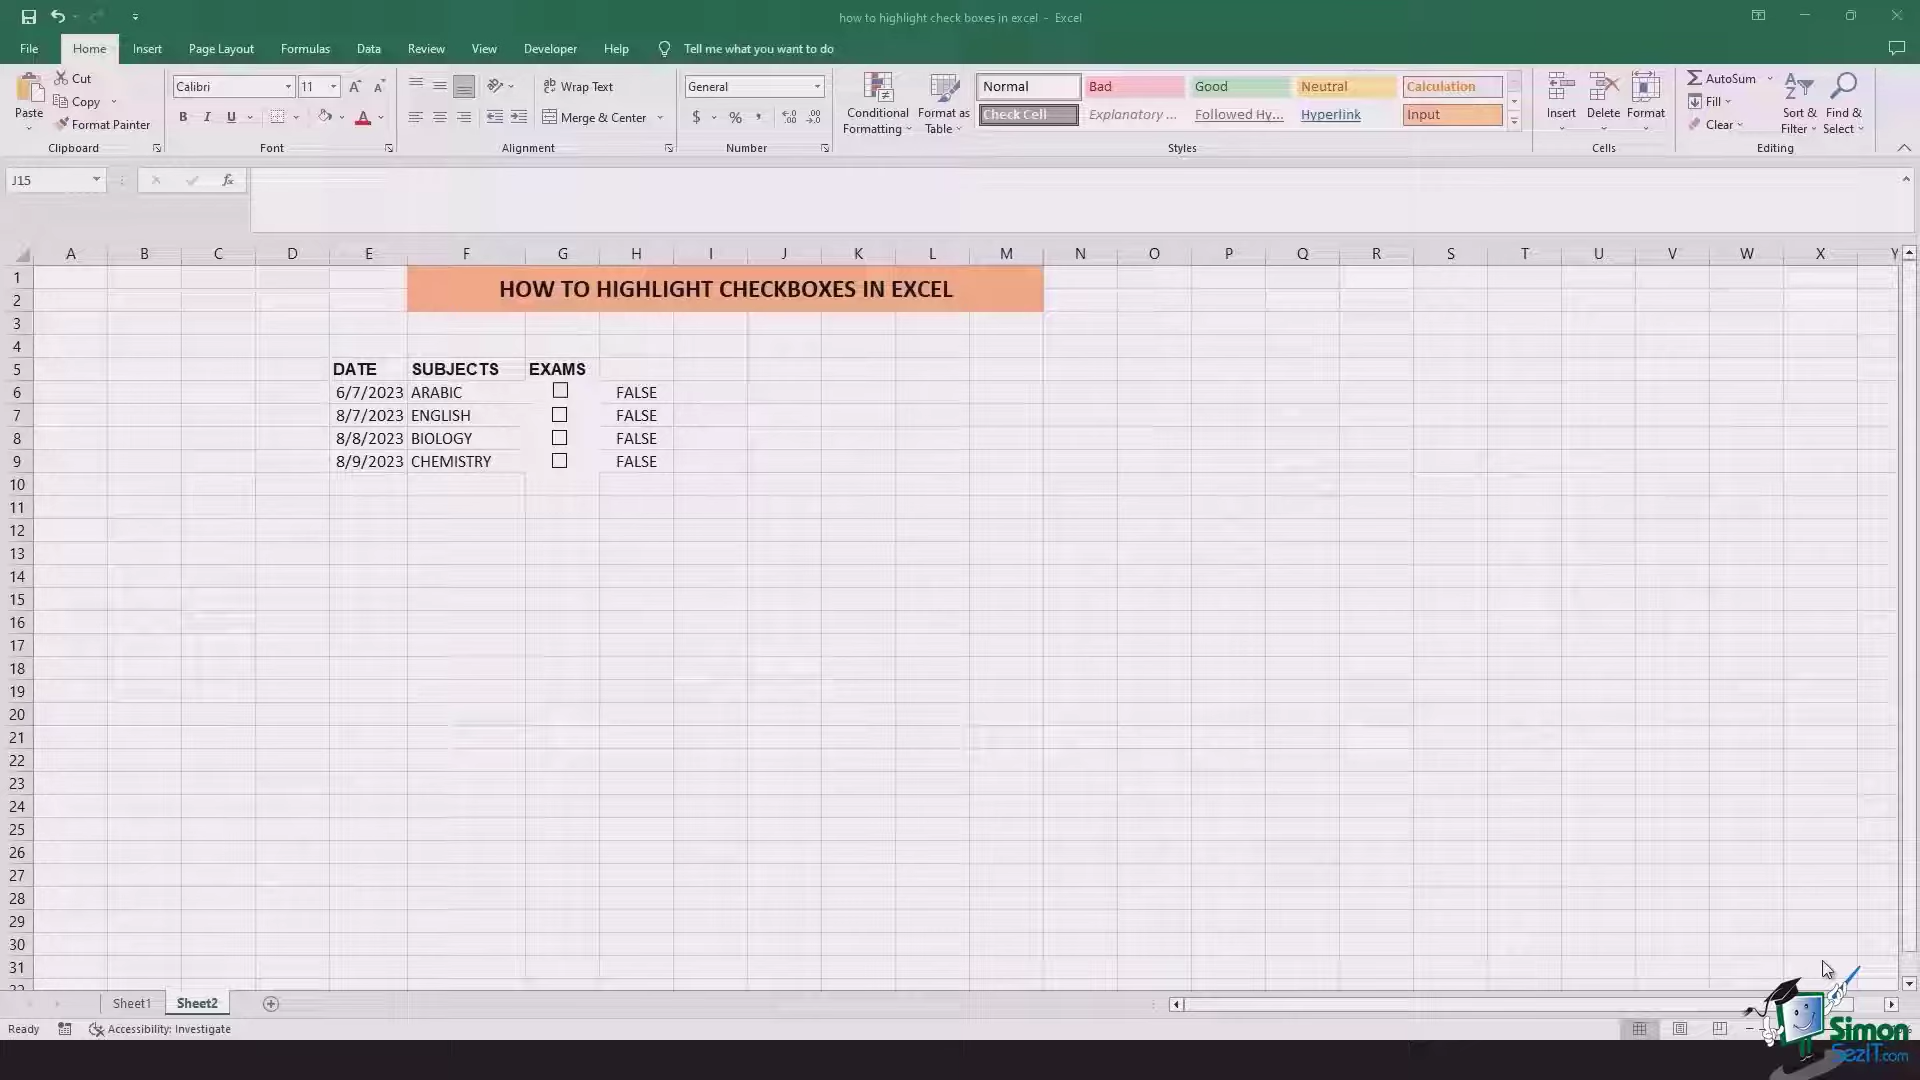 how to highlight check boxes in excel - Excel
File Home Insert Page Layout Formulas Data Review View Developer Help Tell me what you want to do
Paste
Cut
Copy
Format Painter
Clipboard
Calibri 11
B I U A
Font
Wrap Text
Merge & Center
Alignment
General
$ % ,
Number
Conditional Formatting
Format as Table
Normal Bad Good Neutral Calculation
Check Cell Explanatory ... Followed Hy... Hyperlink Input
Styles
Insert Delete Format
Cells
AutoSum
Fill
Clear
Sort & Filter
Find & Select
Editing
J15 fx
A B C D E F G H I J K L M N O P Q R S T U V W X Y
1
HOW TO HIGHLIGHT CHECKBOXES IN EXCEL
2
3
4
5 DATE SUBJECTS EXAMS
6 6/7/2023 ARABIC FALSE
7 8/7/2023 ENGLISH FALSE
8 8/8/2023 BIOLOGY FALSE
9 8/9/2023 CHEMISTRY FALSE
10
11
12
13
14
15
16
17
18
19
20
21
22
23
24
25
26
27
28
29
30
31
Sheet1 Sheet2
Ready Accessibility: Investigate
Simon
SezIT.com